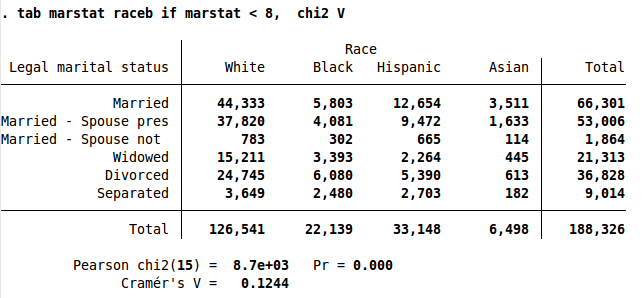 . tab marstat raceb if marstat < 8,  chi2 V
Race
Legal marital status White Black Hispanic Asian Total
Married 44,333 5,803 12,654 3,511 66,301
Married - Spouse pres 37,820 4,081 9,472 1,633 53,006
Married - Spouse not 783 302 665 114 1,864
Widowed 15,211 3,393 2,264 445 21,313
Divorced 24,745 6,080 5,390 613 36,828
Separated 3,649 2,480 2,703 182 9,014
Total 126,541 22,139 33,148 6,498 188,326
Pearson chi2(15) = 8.7e+03 Pr = 0.000
Cramér's V = 0.1244